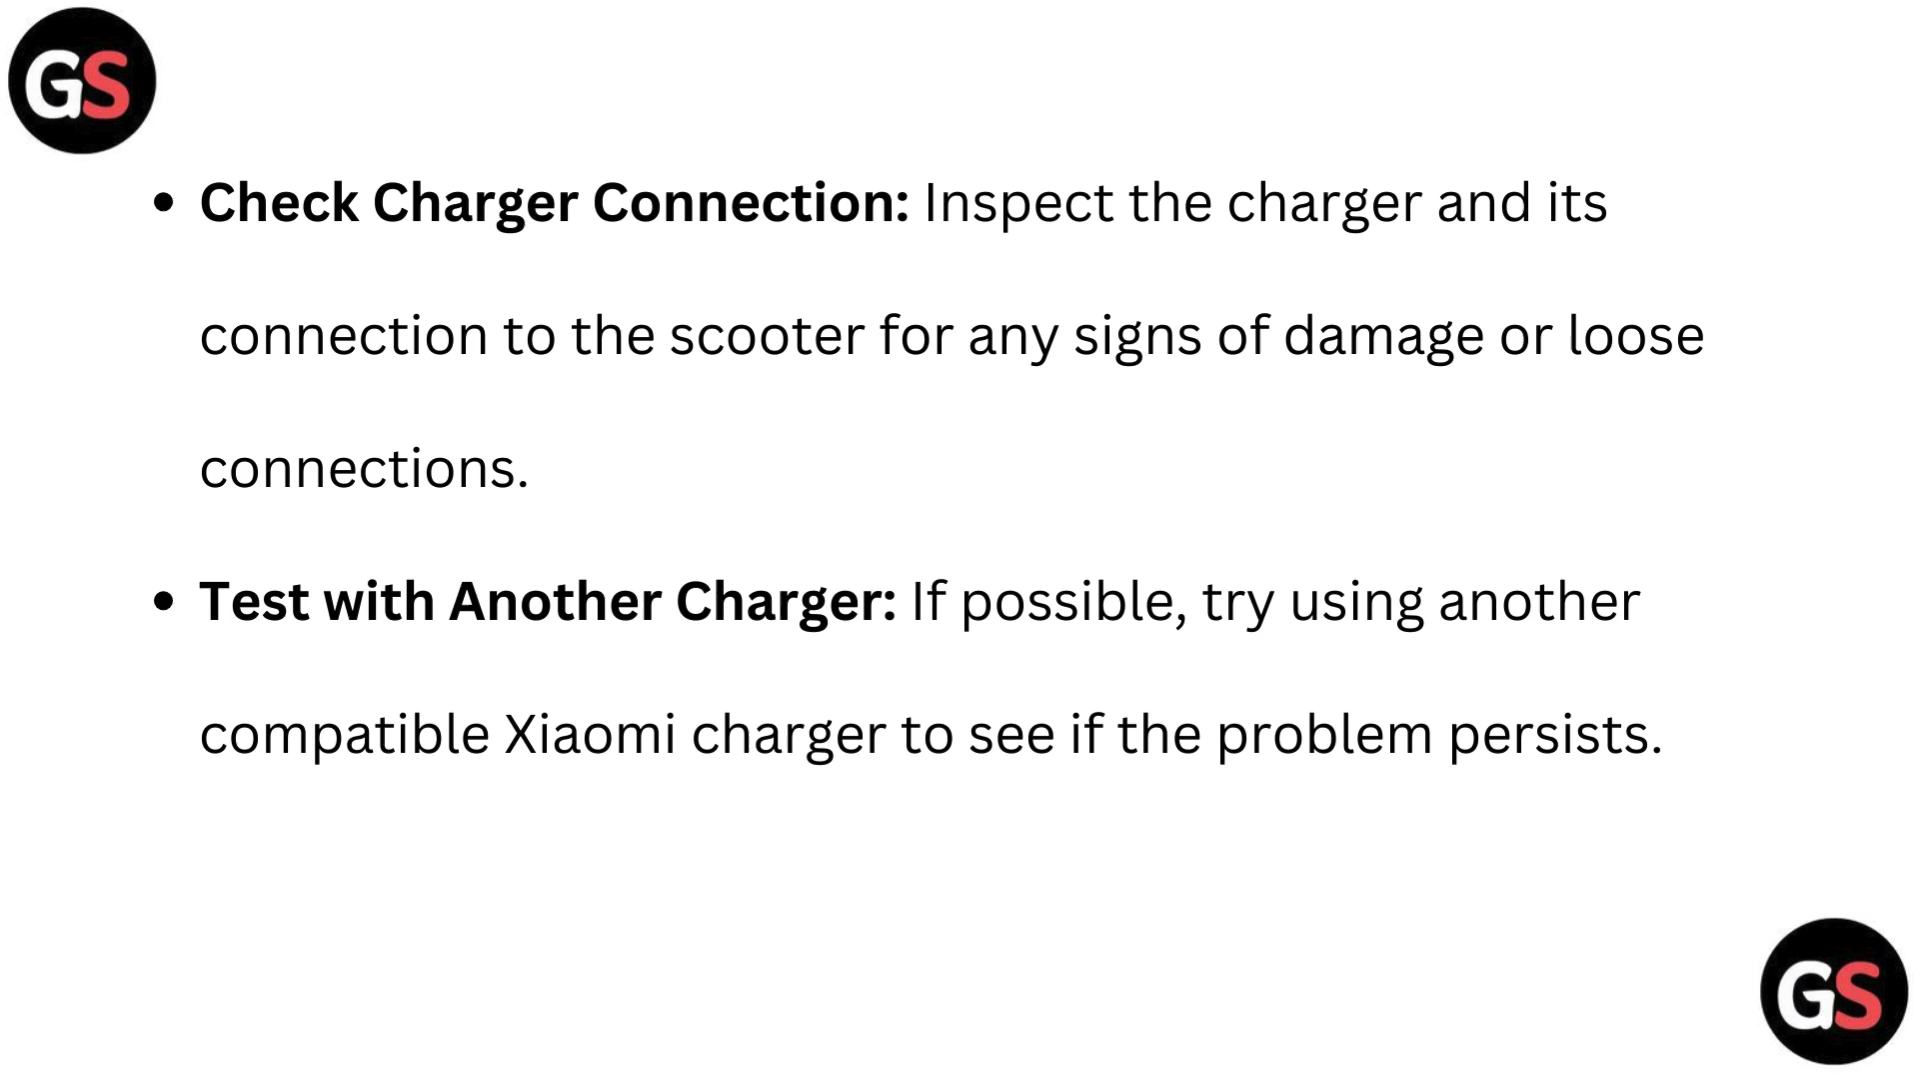 GS
• Check Charger Connection: Inspect the charger and its
connection to the scooter for any signs of damage or loose
connections.
• Test with Another Charger: If possible, try using another
compatible Xiaomi charger to see if the problem persists.
GS